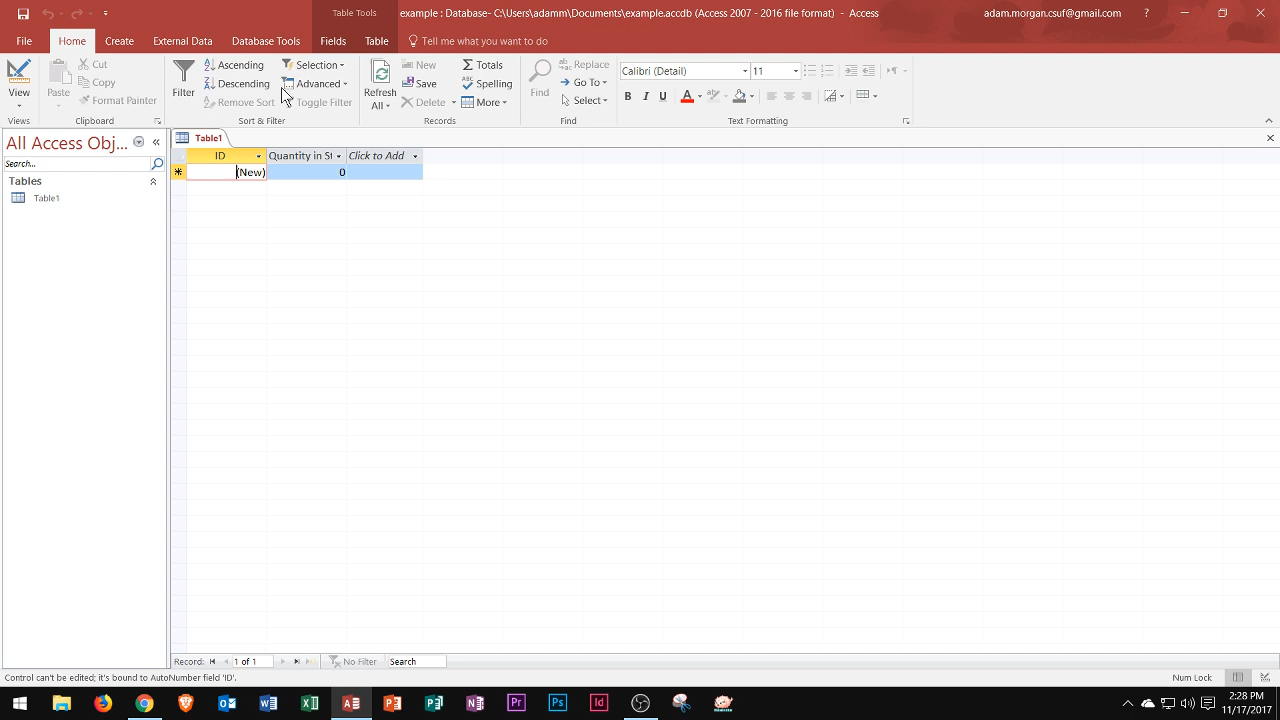 Table Tools
example : Database- C:\Users\adamm\Documents\example.accdb (Access 2007 - 2016 file format) - Access
adam.morgan.csuf@gmail.com
?
File Home Create External Data Database Tools Fields Table Tell me what you want to do
View
Views
Paste
Cut
Copy
Format Painter
Clipboard
Filter
Ascending
Descending
Remove Sort
Selection
Advanced
Toggle Filter
Sort & Filter
Refresh
All
New
Save
Delete
Totals
Spelling
More
Records
Find
Replace
Go To
Select
Find
Calibri (Detail) 11
B I U A
Text Formatting
All Access Obj...
Search...
Tables
Table1
Table1
ID Quantity in St Click to Add
(New) 0
Record: 1 of 1 No Filter Search
Control can't be edited; it's bound to AutoNumber field 'ID'.
Num Lock
2:28 PM
11/17/2017